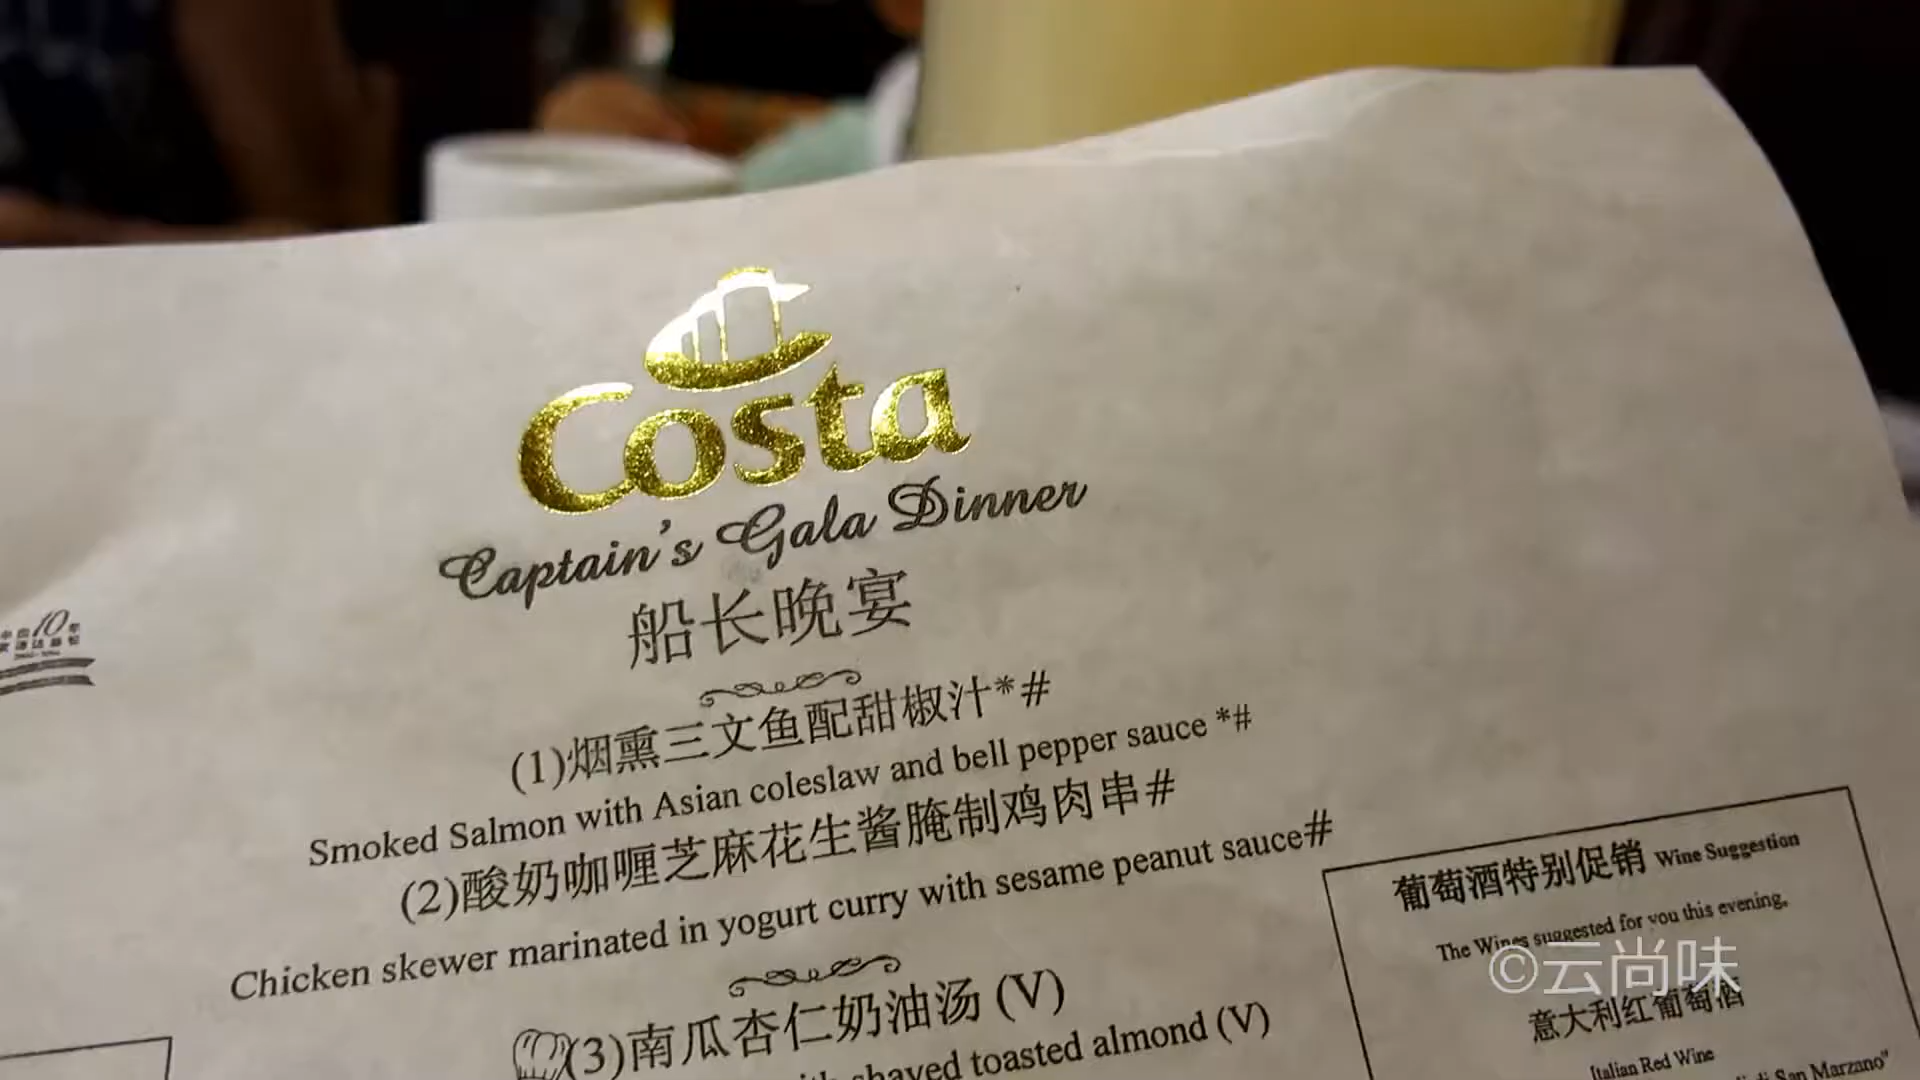 Costa
Captain's Gala Dinner
船长晚宴
(1)烟熏三文鱼配甜椒汁*#
Smoked Salmon with Asian coleslaw and bell pepper sauce *#
(2)酸奶咖喱芝麻花生酱腌制鸡肉串#
Chicken skewer marinated in yogurt curry with sesame peanut sauce#
(3)南瓜杏仁奶油汤 (V)
shaved toasted almond (V)
10
葡萄酒特别促销 Wine Suggestion
The Wines suggested for you this evening.
意大利红葡萄酒
Italian Red Wine
di San Marzano"
©云尚味